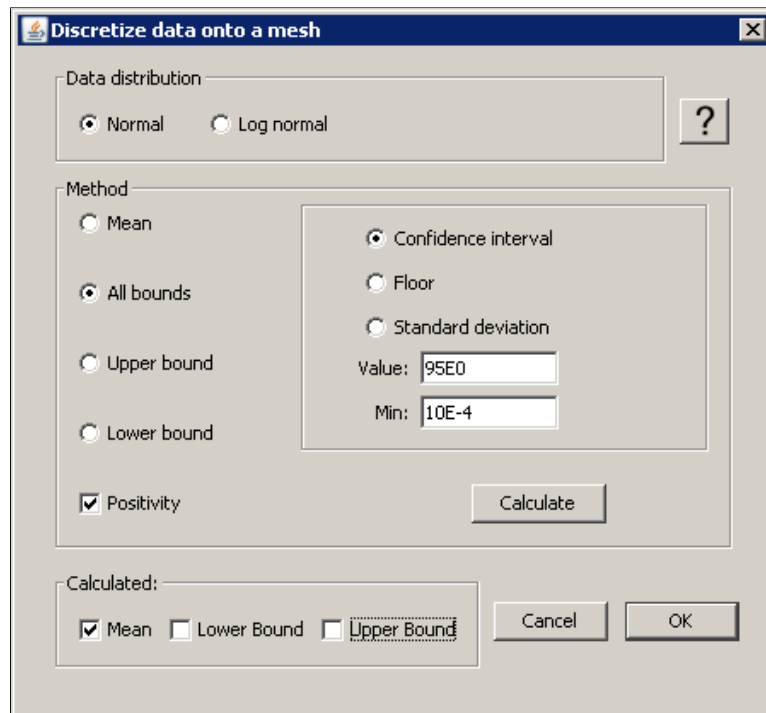 Discretize data onto a mesh
Data distribution
Normal Log normal
?
Method
Mean
All bounds
Upper bound
Lower bound
Positivity
Confidence interval
Floor
Standard deviation
Value: 95E0
Min: 10E-4
Calculate
Calculated:
Mean Lower Bound Upper Bound
Cancel OK